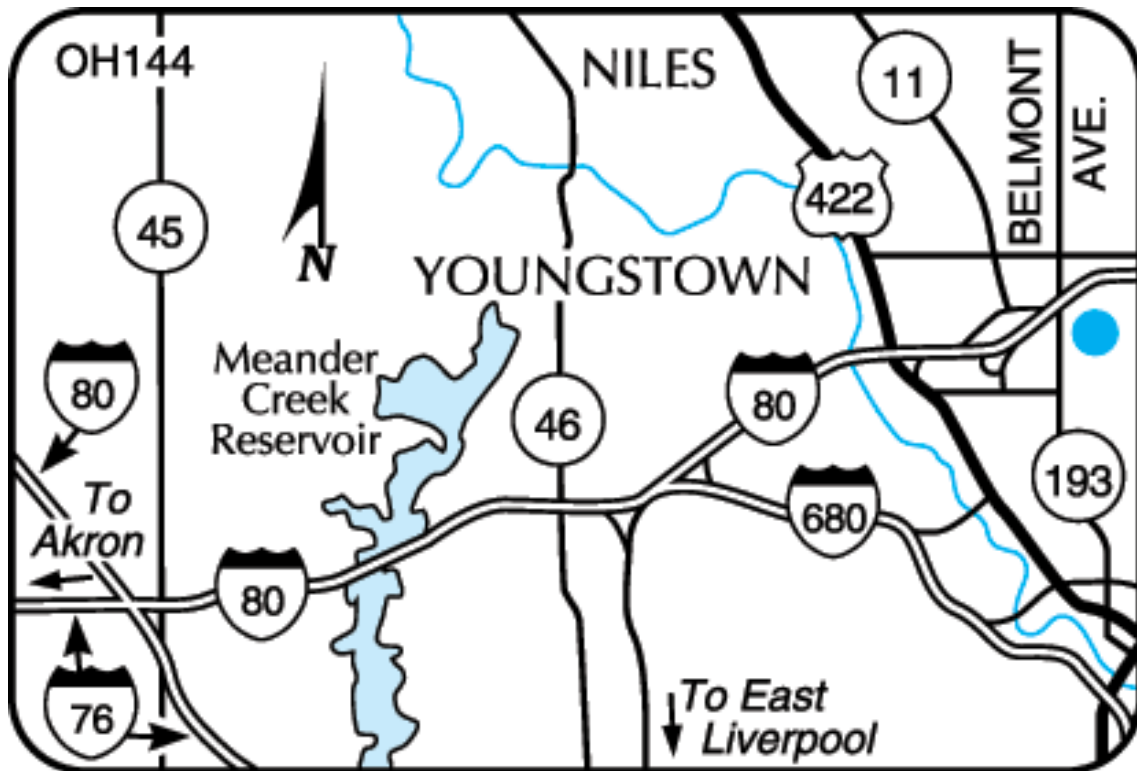 OH144
NILES
11
BELMONT
AVE.
422
45
N
YOUNGSTOWN
Meander
Creek
Reservoir
80
80
46
To
Akron
193
680
80
76
To East
Liverpool